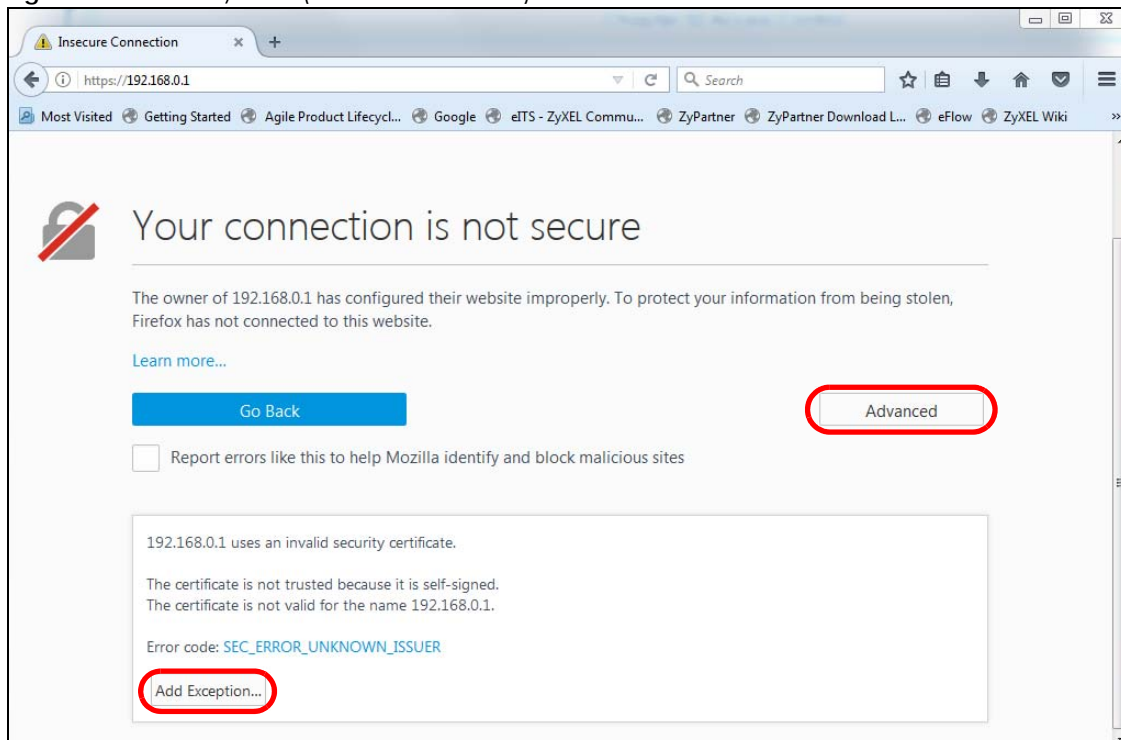 Insecure Connection
https://192.168.0.1
Search
Most Visited Getting Started Agile Product Lifecycl... Google eITS - ZyXEL Commu... ZyPartner ZyPartner Download L... eFlow ZyXEL Wiki
Your connection is not secure
The owner of 192.168.0.1 has configured their website improperly. To protect your information from being stolen,
Firefox has not connected to this website.
Learn more...
Go Back
Advanced
Report errors like this to help Mozilla identify and block malicious sites
192.168.0.1 uses an invalid security certificate.
The certificate is not trusted because it is self-signed.
The certificate is not valid for the name 192.168.0.1.
Error code: SEC_ERROR_UNKNOWN_ISSUER
Add Exception...